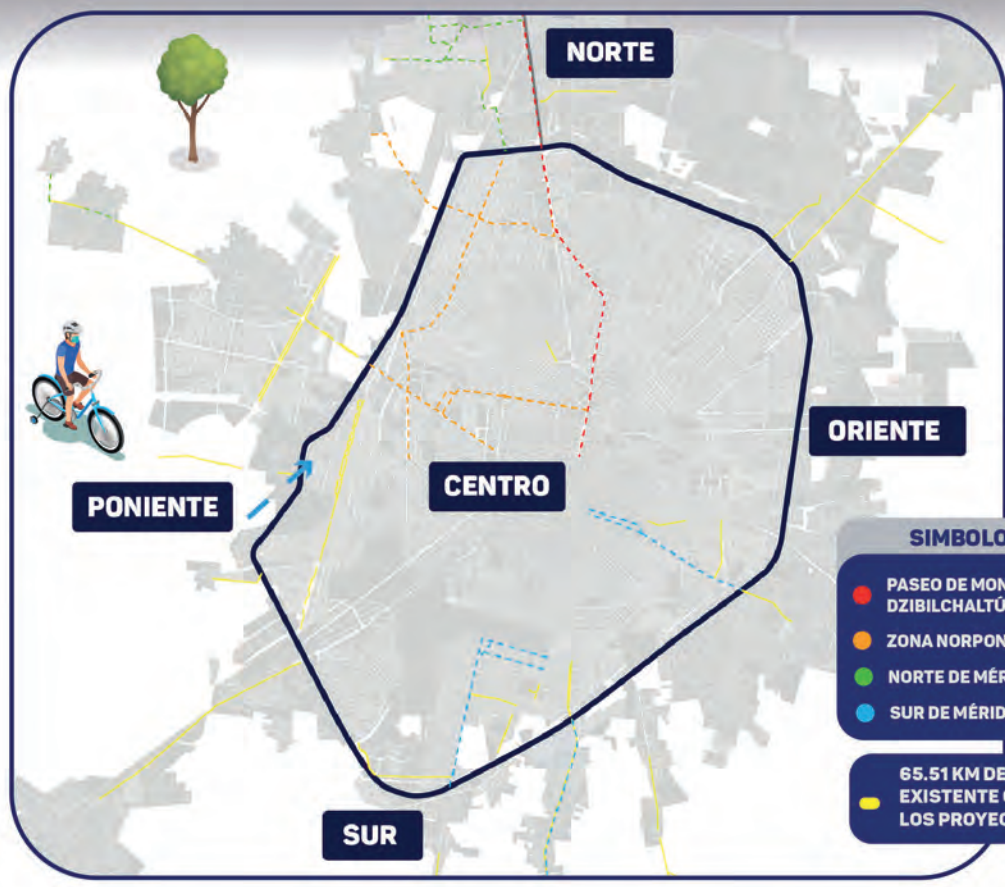 NORTE
ORIENTE
CENTRO
PONIENTE
SUR
SIMBOLO
PASEO DE MON
DZIBILCHALTÚ
ZONA NORPON
NORTE DE MÉR
SUR DE MÉRID
65.51 KM DE
EXISTENTE
LOS PROYEC